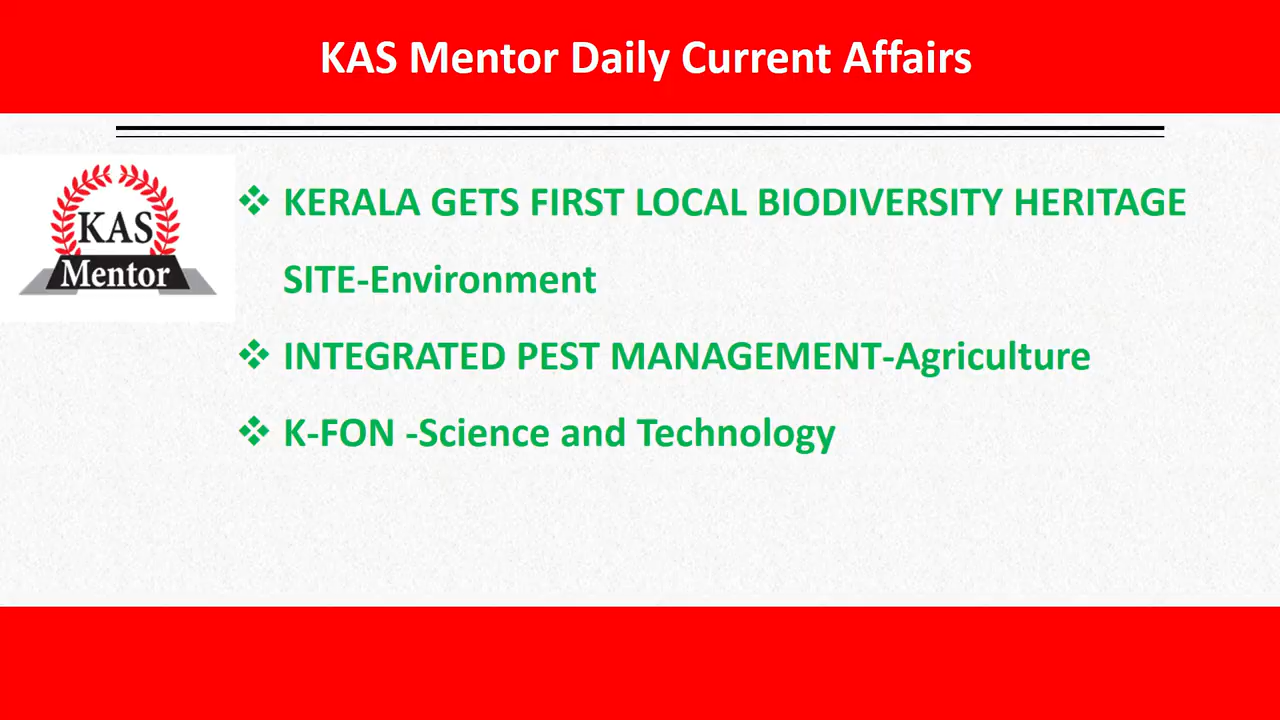 KAS Mentor Daily Current Affairs
KAS
Mentor
❖ KERALA GETS FIRST LOCAL BIODIVERSITY HERITAGE
SITE-Environment
❖ INTEGRATED PEST MANAGEMENT-Agriculture
❖ K-FON -Science and Technology